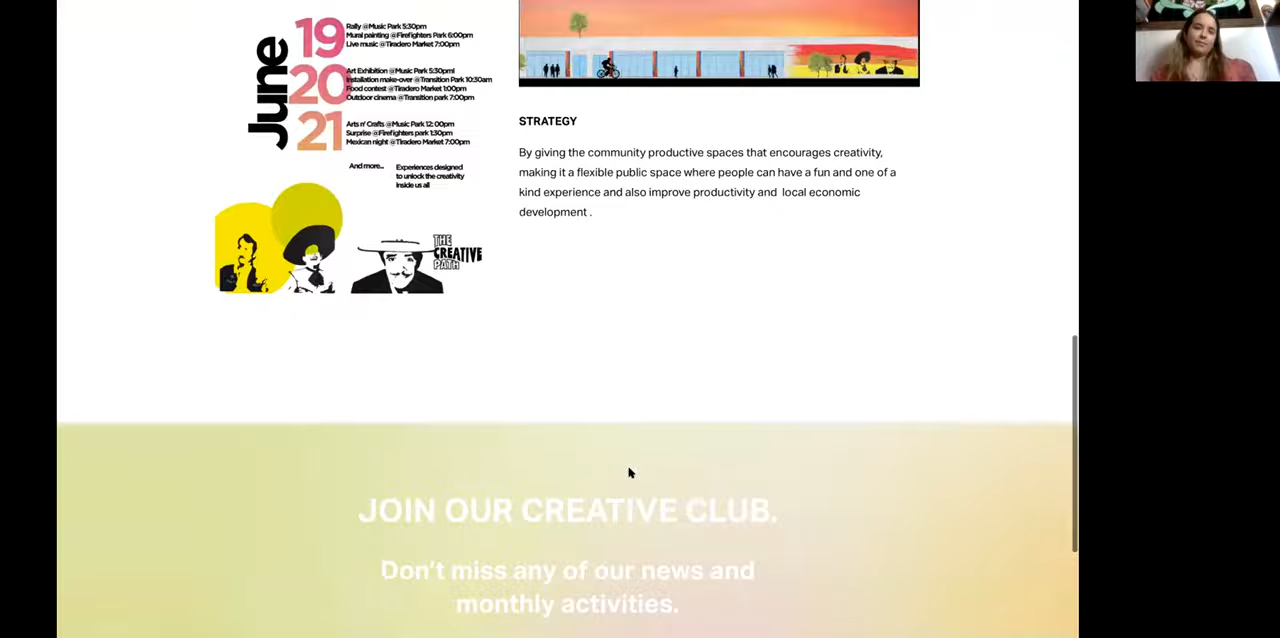 June
19
Rally @Music Park 5:30pm
Mural painting @Firefighters Park 6:00pm
Live music @Tiradero Market 7:00pm
20
Art Exhibition @Music Park 5:30pml
Installation make-over @Transition Park 10:30am
Food contest @Tiradero Market 1:00pm
Outdoor cinema @Transition park 7:00pm
21
Arts n' Crafts @Music Park 12: 00pm
Surprise @Firefighters park 1:30pm
Mexican night @Tiradero Market 7:00pm
And more...
Experiences designed
to unlock the creativity
inside us all
THE
CREATIVE
PATH
STRATEGY
By giving the community productive spaces that encourages creativity,
making it a flexible public space where people can have a fun and one of a
kind experience and also improve productivity and local economic
development .
JOIN OUR CREATIVE CLUB.
Don't miss any of our news and
monthly activities.